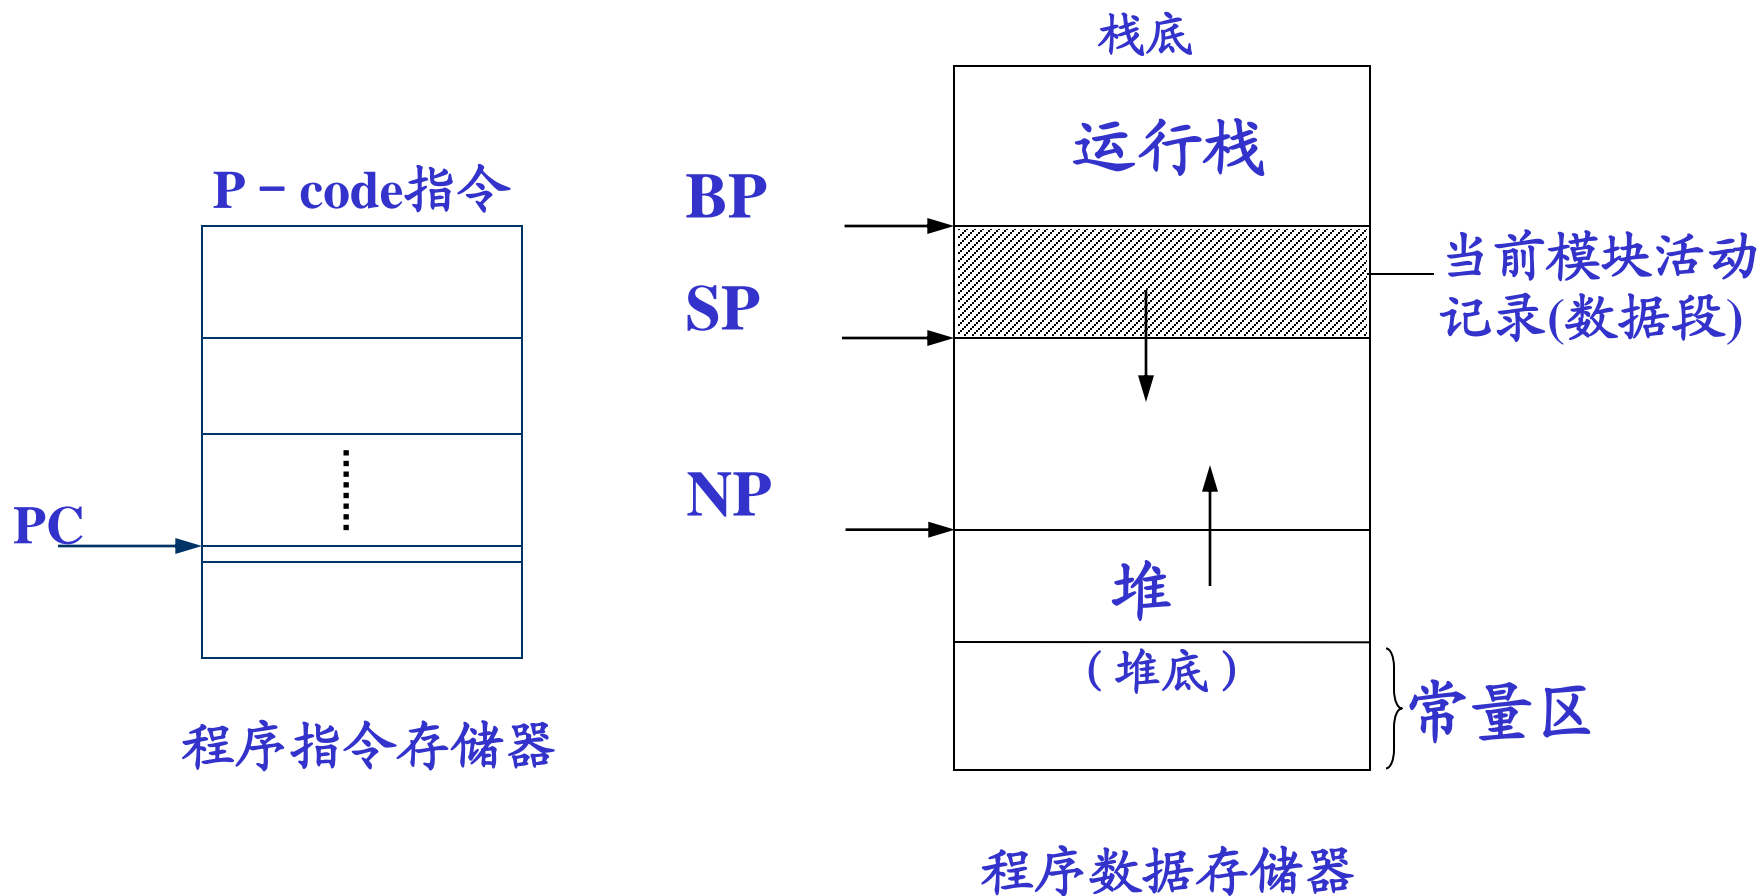 栈底
运行栈
P－code指令
BP
当前模块活动
记录(数据段)
SP
NP
PC
堆
(堆底)
常量区
程序指令存储器
程序数据存储器